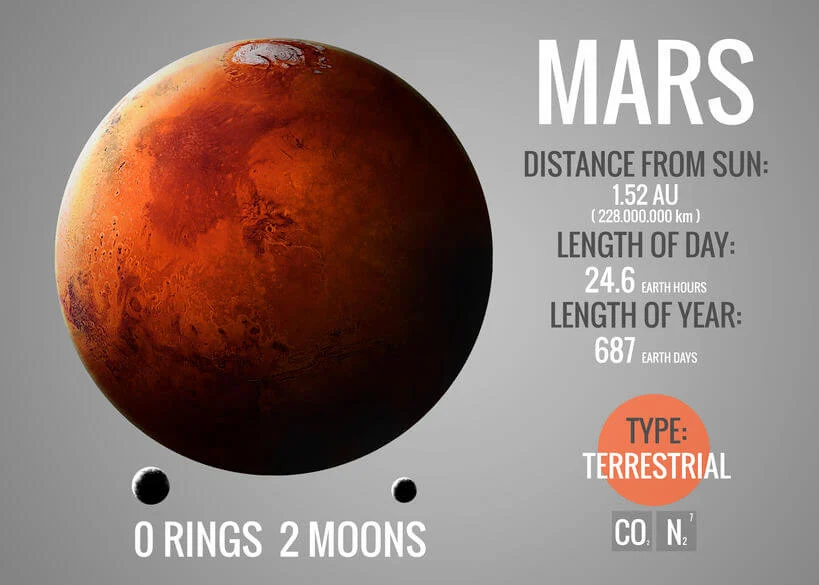 MARS
DISTANCE FROM SUN:
1.52 AU
( 228.000.000 km )
LENGTH OF DAY:
24.6 EARTH HOURS
LENGTH OF YEAR:
687 EARTH DAYS
TYPE:
TERRESTRIAL
CO₂ N₂ 7
0 RINGS 2 MOONS